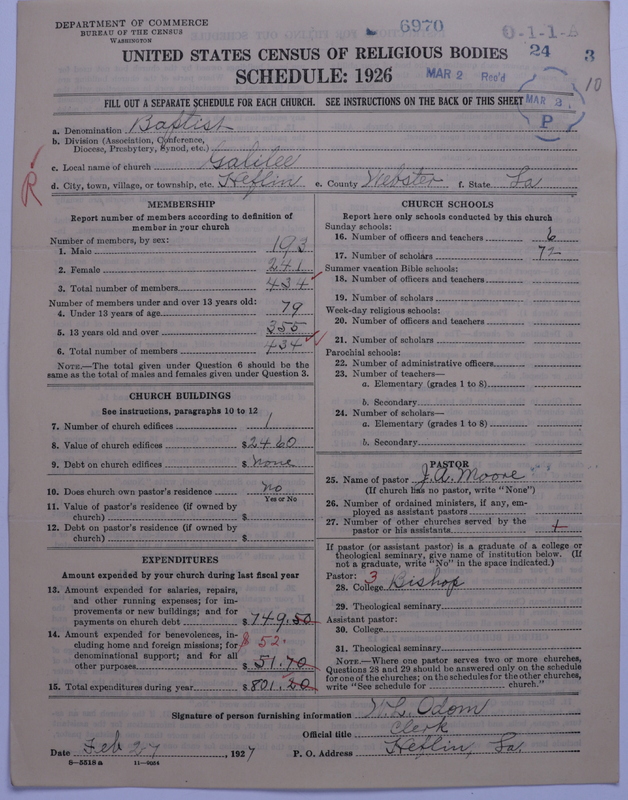 DEPARTMENT OF COMMERCE
BUREAU OF THE CENSUS
WASHINGTON
6970
24
3
10
UNITED STATES CENSUS OF RELIGIOUS BODIES
SCHEDULE: 1926
MAR 2 Rec'd
MAR 3
P
FILL OUT A SEPARATE SCHEDULE FOR EACH CHURCH. SEE INSTRUCTIONS ON THE BACK OF THIS SHEET
a. Denomination Baptist
b. Division (Association, Conference,
Diocese, Presbytery, Synod, etc.)
c. Local name of church Galilee
d. City, town, village, or township, etc. Heflin e. County Webster f. State La
R
MEMBERSHIP
Report number of members according to definition of
member in your church
Number of members, by sex:
1. Male 193
2. Female 241
3. Total number of members 434
Number of members under and over 13 years old:
4. Under 13 years of age 79
5. 13 years old and over 355
6. Total number of members 434
NOTE.—The total given under Question 6 should be
same as the total of males and females given under Question 3.
CHURCH BUILDINGS
See instructions, paragraphs 10 to 12
7. Number of church edifices 1
8. Value of church edifices $2460
9. Debt on church edifices $ none
10. Does church own pastor's residence no
Yes or No
11. Value of pastor's residence (if owned by
church) $
12. Debt on pastor's residence (if owned by
church) $
EXPENDITURES
Amount expended by your church during last fiscal year
13. Amount expended for salaries, repairs,
and other running expenses; for im-
provements or new buildings; and for
payments on church debt $749.50
14. Amount expended for benevolences, in-
cluding home and foreign missions; for
denominational support; and for all
other purposes $51.70
$52.
15. Total expenditures during year $801.20
CHURCH SCHOOLS
Report here only schools conducted by this church
Sunday schools:
16. Number of officers and teachers 6
17. Number of scholars 72
Summer vacation Bible schools:
18. Number of officers and teachers
19. Number of scholars
Week-day religious schools:
20. Number of officers and teachers
21. Number of scholars
Parochial schools:
22. Number of administrative officers
23. Number of teachers—
a. Elementary (grades 1 to 8)
b. Secondary
24. Number of scholars—
a. Elementary (grades 1 to 8)
b. Secondary
PASTOR
25. Name of pastor J.A. Moore
(If church has no pastor, write "None")
26. Number of ordained ministers, if any, em-
ployed as assistant pastors
27. Number of other churches served by the
pastor or his assistants
If pastor (or assistant pastor) is a graduate of a college or
theological seminary, give name of institution below. (If
not a graduate, write "No" in the space indicated.)
Pastor: 3
28. College Bishop
29. Theological seminary
Assistant pastor:
30. College
31. Theological seminary
NOTE.—Where one pastor serves two or more churches,
Questions 28 and 29 should be answered only on the schedule
for one of the churches; on the schedules for the other churches,
write "See schedule for church."
Signature of person furnishing information W.L. Odom
Official title Clerk
Date Feb 27, 1927 P. O. Address Heflin, La.
8—5518 a 11—9054